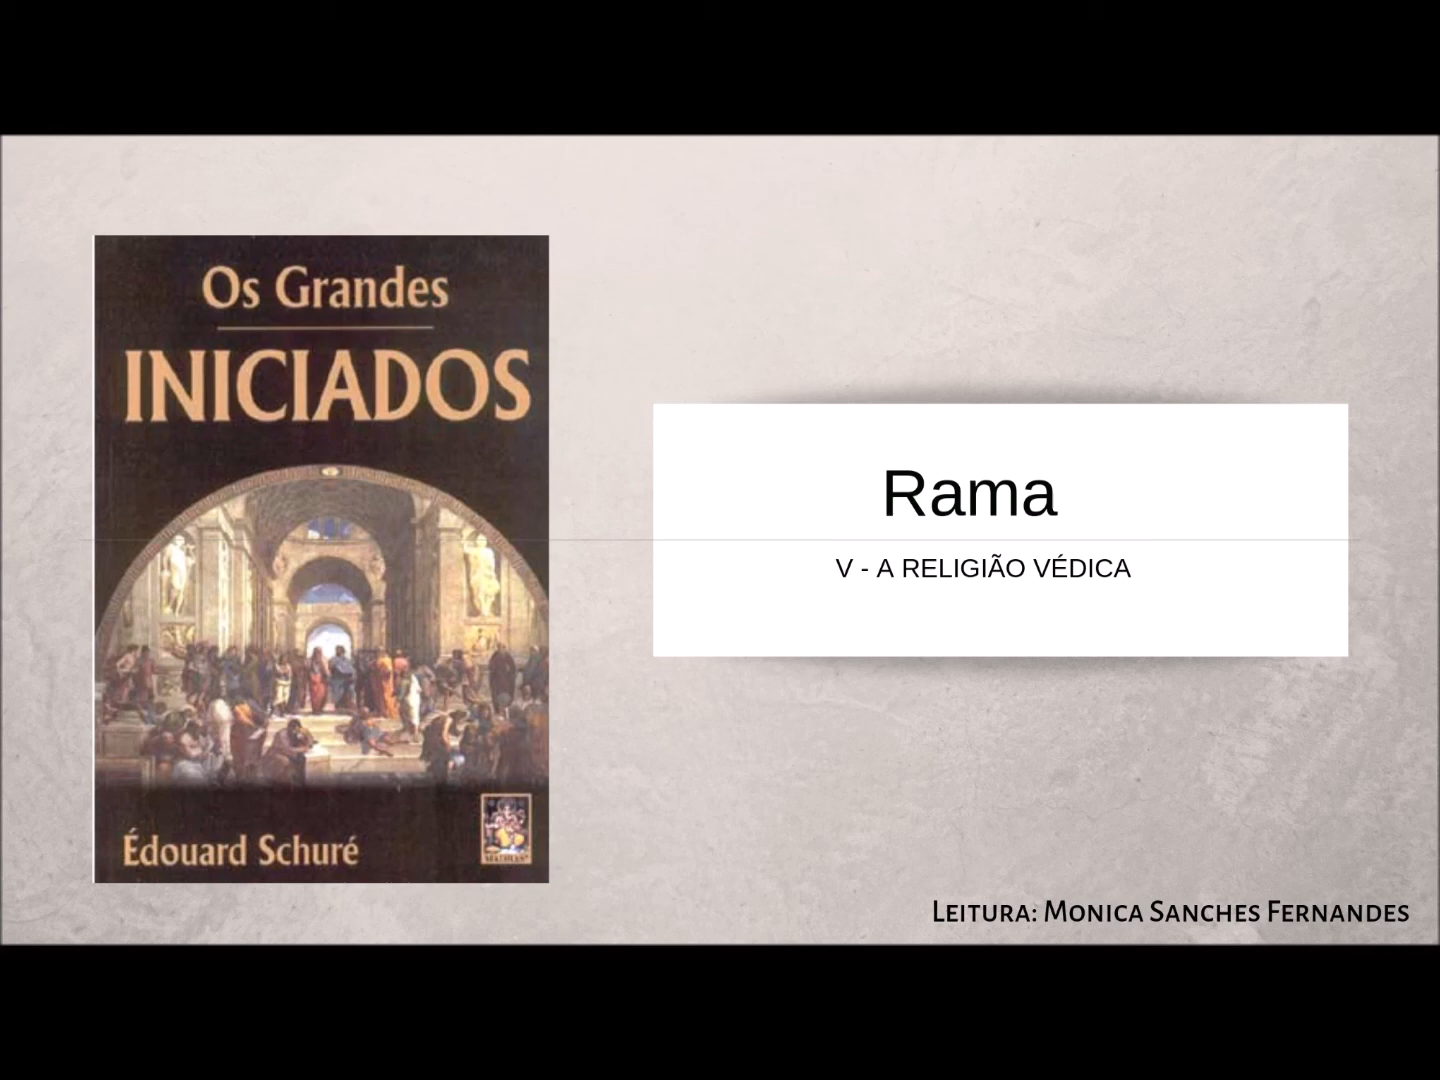 Os Grandes
INICIADOS
Édouard Schuré
Rama
V - A RELIGIÃO VÉDICA
Leitura: Monica Sanches Fernandes